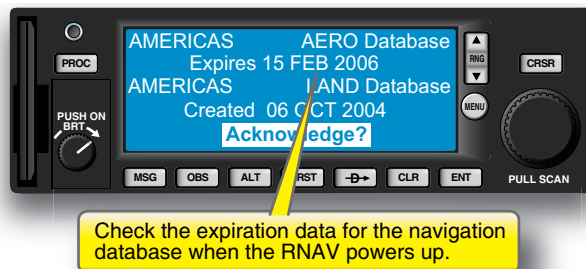 AMERICAS AERO Database
Expires 15 FEB 2006
AMERICAS LAND Database
Created 06 OCT 2004
Acknowledge?
PROC
PUSH ON
BRT
RNG
MENU
CRSR
PULL SCAN
MSG OBS ALT NRST D CLR ENT
Check the expiration data for the navigation
database when the RNAV powers up.